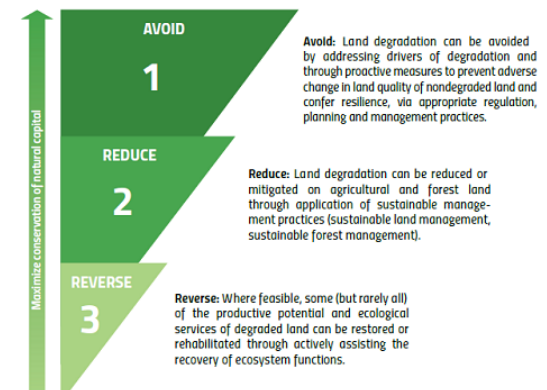 Maximize conservation of natural capital
AVOID
1
Avoid: Land degradation can be avoided
by addressing drivers of degradation and
through proactive measures to prevent adverse
change in land quality of nondegraded land and
confer resilience, via appropriate regulation,
planning and management practices.
REDUCE
2
Reduce: Land degradation can be reduced or
mitigated on agricultural and forest land
through application of sustainable manage-
ment practices (sustainable land management,
sustainable forest management).
REVERSE
3
Reverse: Where feasible, some (but rarely all)
of the productive potential and ecological
services of degraded land can be restored or
rehabilitated through actively assisting the
recovery of ecosystem functions.